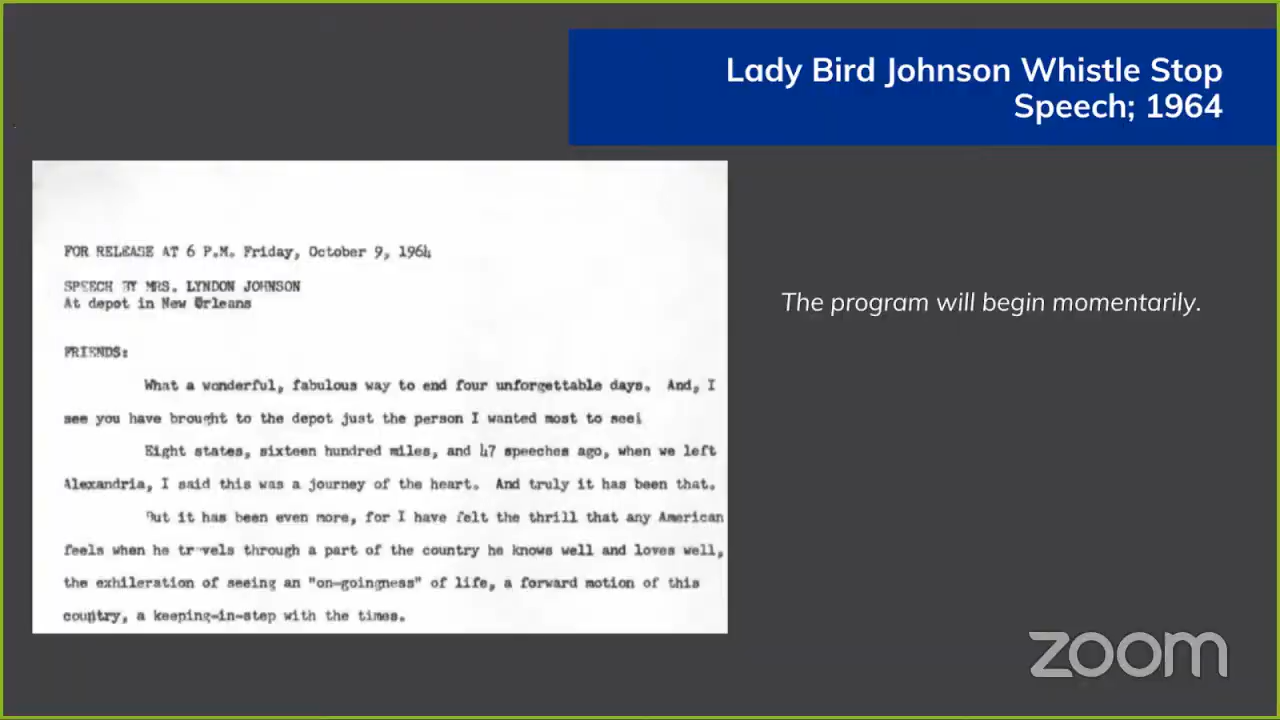 Lady Bird Johnson Whistle Stop
Speech; 1964
FOR RELEASE AT 6 P.M. Friday, October 9, 1964
SPEECH BY MRS. LYNDON JOHNSON
At depot in New Orleans
FRIENDS:
What a wonderful, fabulous way to end four unforgettable days. And, I
see you have brought to the depot just the person I wanted most to see!
Eight states, sixteen hundred miles, and 47 speeches ago, when we left
Alexandria, I said this was a journey of the heart. And truly it has been that.
But it has been even more, for I have felt the thrill that any American
feels when he travels through a part of the country he knows well and loves well,
the exhileration of seeing an "on-goingness" of life, a forward motion of this
country, a keeping-in-step with the times.
The program will begin momentarily.
zoom